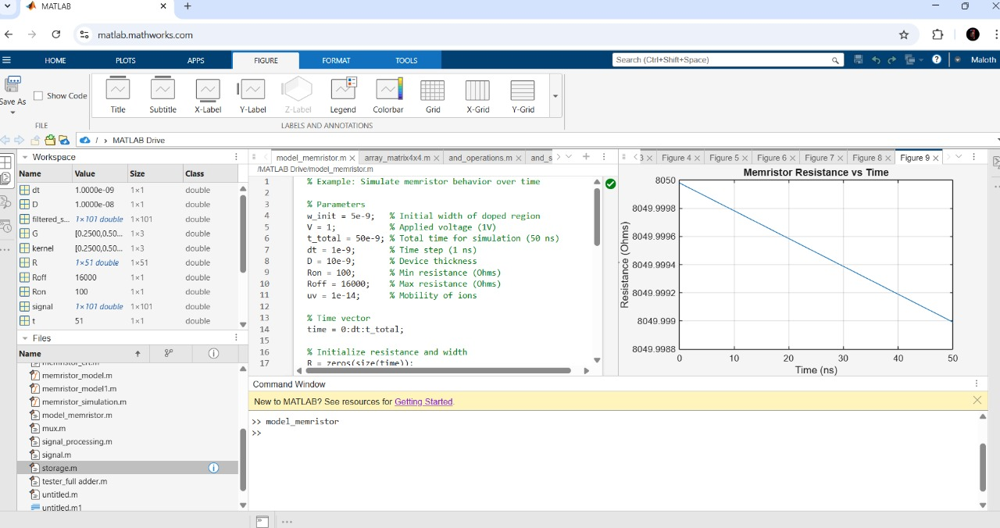 MATLAB
matlab.mathworks.com
HOME PLOTS APPS FIGURE FORMAT TOOLS Search (Ctrl+Shift+Space) Maloth
Save As Show Code Title Subtitle X-Label Y-Label Z-Label Legend Colorbar Grid X-Grid Y-Grid
FILE LABELS AND ANNOTATIONS
/ › MATLAB Drive
Workspace
Name Value Size Class
dt 1.0000e-09 1×1 double
D 1.0000e-08 1×1 double
filtered_s... 1×101 double 1×101 double
G [0.2500,0.50... 1×3 double
kernel [0.2500,0.50... 1×3 double
R 1×51 double 1×51 double
Roff 16000 1×1 double
Ron 100 1×1 double
signal 1×101 double 1×101 double
t 51 1×1 double
Files
Name
memristor_model.m
memristor_model1.m
memristor_simulation.m
model_memristor.m
mux.m
signal_processing.m
signal.m
storage.m
tester_full adder.m
untitled.m
untitled.m1
model_memristor.m array_matrix4x4.m and_operations.m and_s
/MATLAB Drive/model_memristor.m
1 % Example: Simulate memristor behavior over time
2
3 % Parameters
4 w_init = 5e-9; % Initial width of doped region
5 V = 1; % Applied voltage (1V)
6 t_total = 50e-9; % Total time for simulation (50 ns)
7 dt = 1e-9; % Time step (1 ns)
8 D = 10e-9; % Device thickness
9 Ron = 100; % Min resistance (Ohms)
10 Roff = 16000; % Max resistance (Ohms)
11 uv = 1e-14; % Mobility of ions
12
13 % Time vector
14 time = 0:dt:t_total;
15
16 % Initialize resistance and width
17 R = zeros(size(time));
3 Figure 4 Figure 5 Figure 6 Figure 7 Figure 8 Figure 9
Memristor Resistance vs Time
Resistance (Ohms)
8050
8049.9998
8049.9996
8049.9994
8049.9992
8049.999
8049.9988
0 10 20 30 40 50
Time (ns)
Command Window
New to MATLAB? See resources for Getting Started.
>> model_memristor
>>